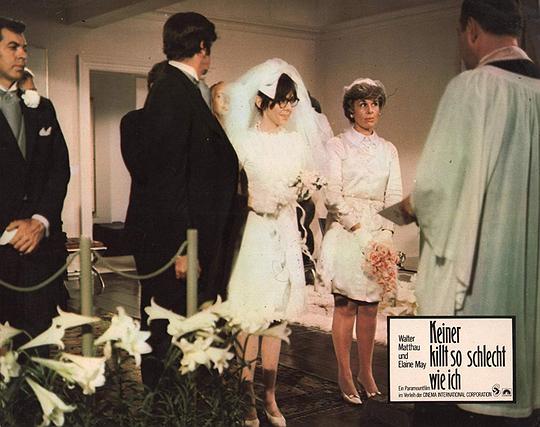 Walter
Matthau
und
Elaine May
Keiner
killt so schlecht
wie ich
Ein Paramountfilm
im Verleih der CINEMA INTERNATIONAL CORPORATION